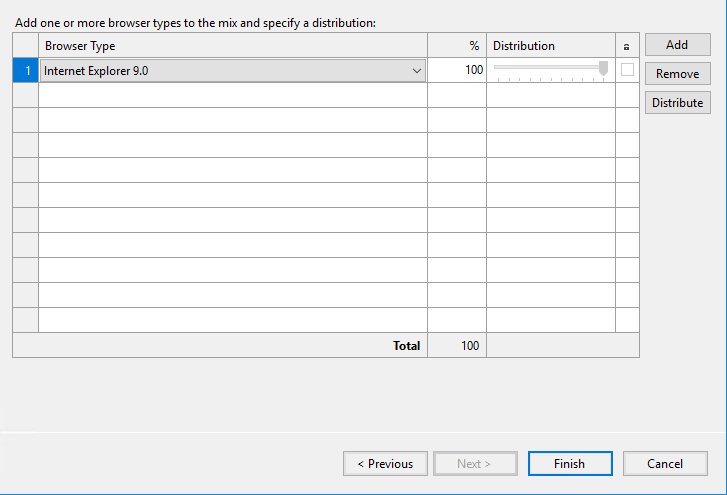 Add one or more browser types to the mix and specify a distribution:
Browser Type % Distribution Add
1 Internet Explorer 9.0 100 Remove
Distribute
Total 100
< Previous Next > Finish Cancel